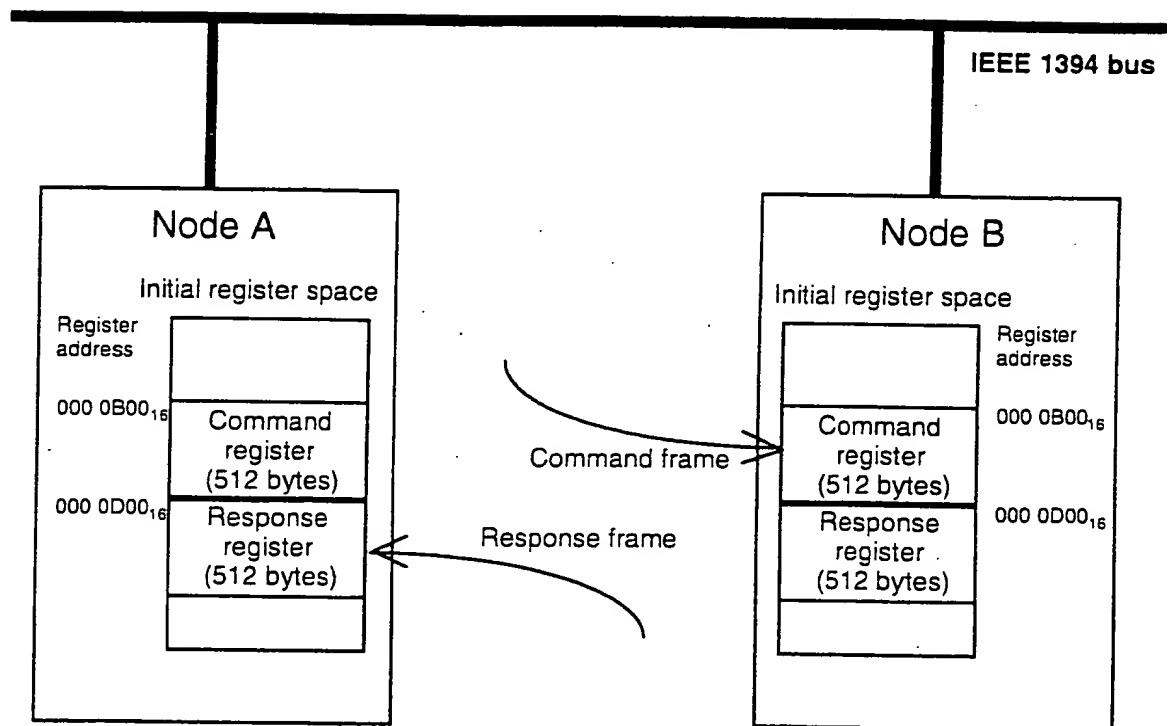 IEEE 1394 bus
Node A
Initial register space
Register
address
000 0B00₁₆
Command
register
(512 bytes)
000 0D00₁₆
Response
register
(512 bytes)
Command frame
Response frame
Node B
Initial register space
Register
address
Command
register
(512 bytes)
000 0B00₁₆
Response
register
(512 bytes)
000 0D00₁₆